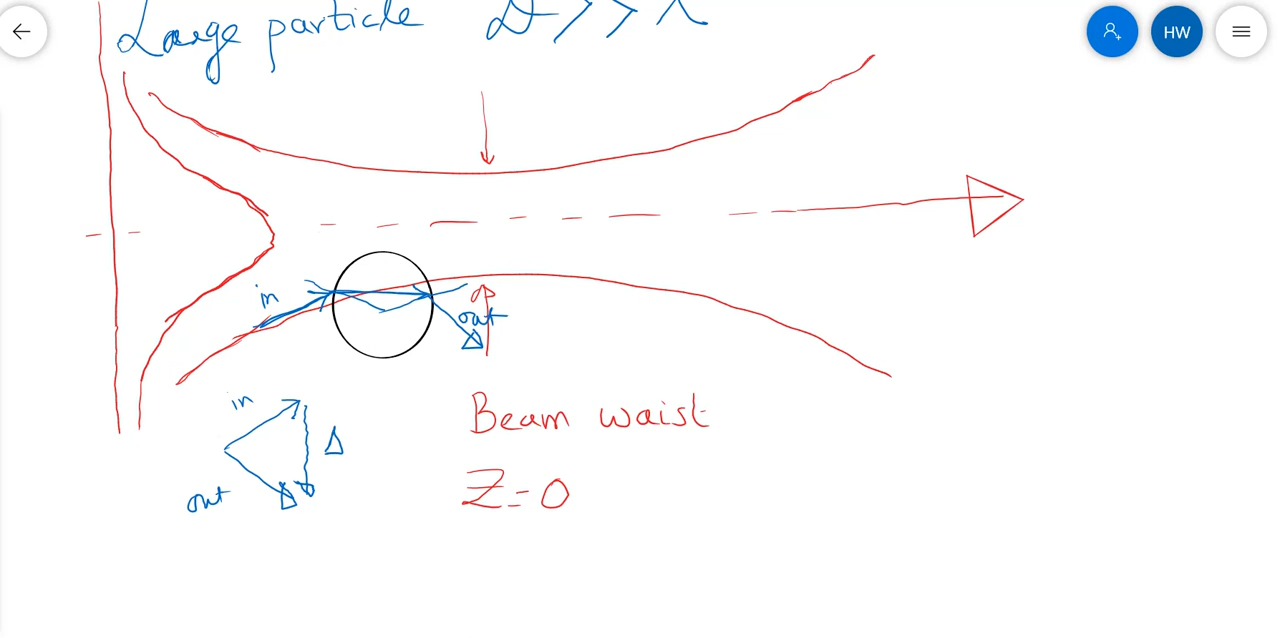 Large particle D >> λ
HW
in
out
in
Δ
out
Beam waist
Z=0